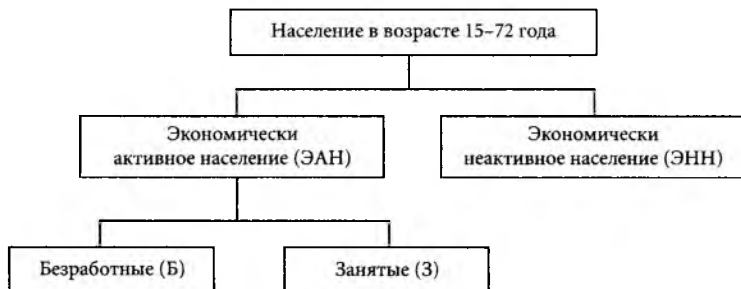 Население в возрасте 15–72 года
Экономически
активное население (ЭАН)
Экономически
неактивное население (ЭНН)
Безработные (Б)
Занятые (З)